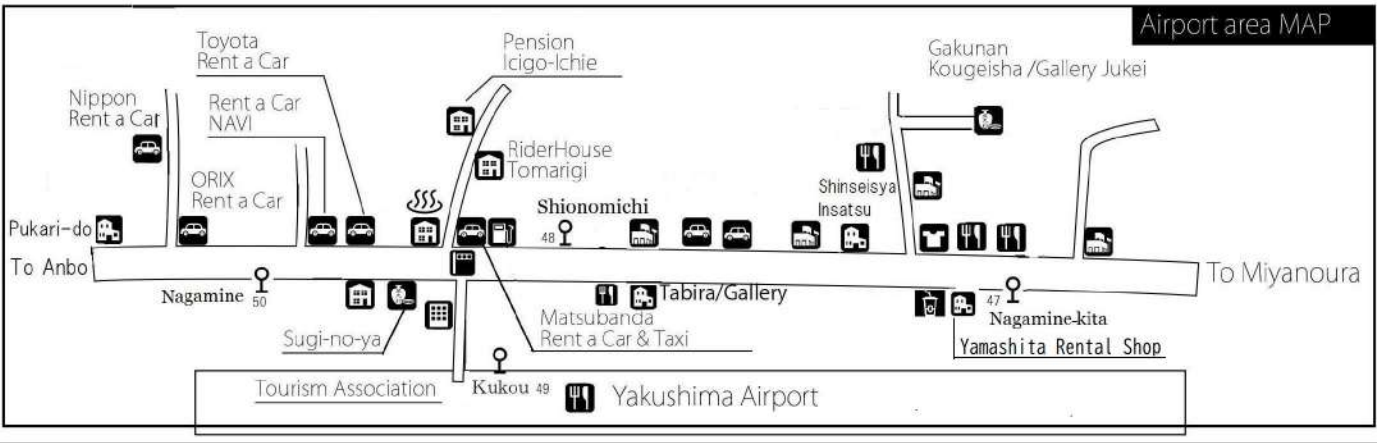 Airport area MAP
Toyota
Rent a Car
Pension
Icigo-Ichie
Gakunan
Kougeisha /Gallery Jukei
Nippon
Rent a Car
Rent a Car
NAVI
RiderHouse
Tomarigi
ORIX
Rent a Car
Shinseisya
Insatsu
Shionomichi
48
Pukari-do
To Anbo
To Miyanoura
Nagamine 50
Tabira/Gallery
47
Nagamine-kita
Yamashita Rental Shop
Sugi-no-ya
Matsubanda
Rent a Car & Taxi
Tourism Association
Kukou 49
Yakushima Airport